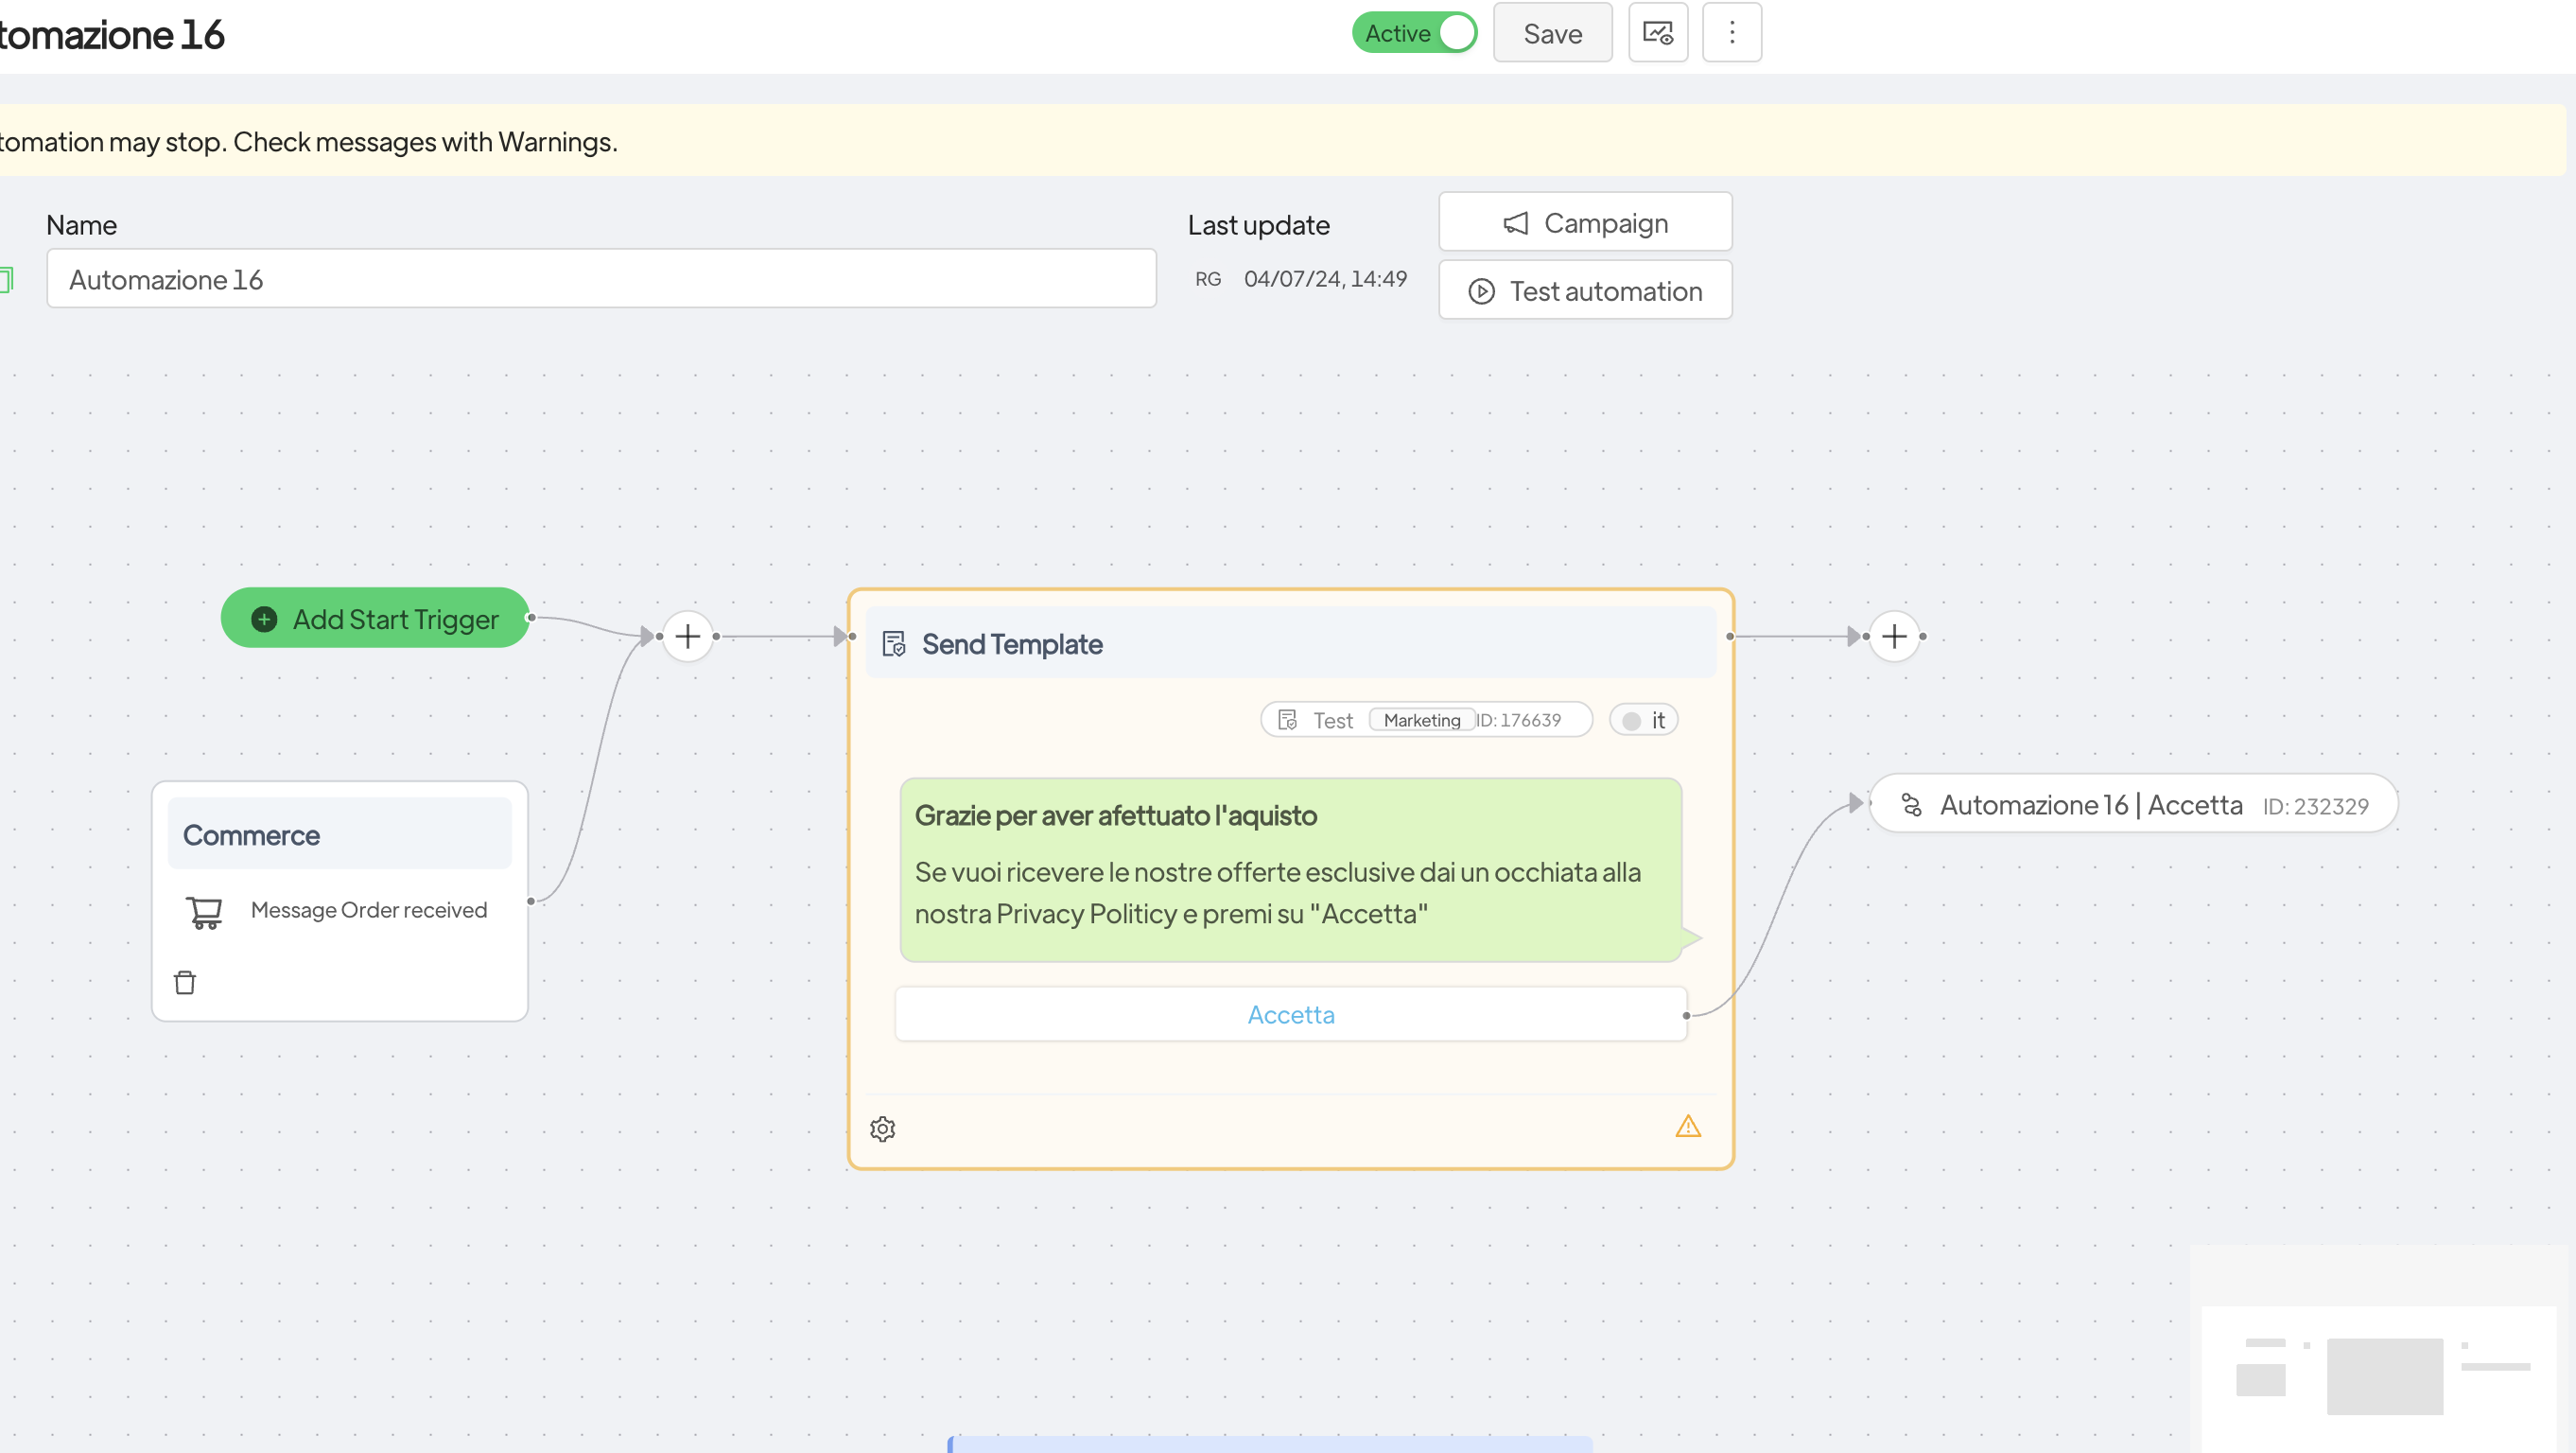 tomazione 16
Active
Save
tomation may stop. Check messages with Warnings.
Name
Last update
Campaign
Automazione 16
RG 04/07/24, 14:49
Test automation
Add Start Trigger
Send Template
Test Marketing ID: 176639
it
Grazie per aver afettuato l'aquisto
Se vuoi ricevere le nostre offerte esclusive dai un occhiata alla
nostra Privacy Politicy e premi su "Accetta"
Accetta
Automazione 16 | Accetta ID: 232329
Commerce
Message Order received